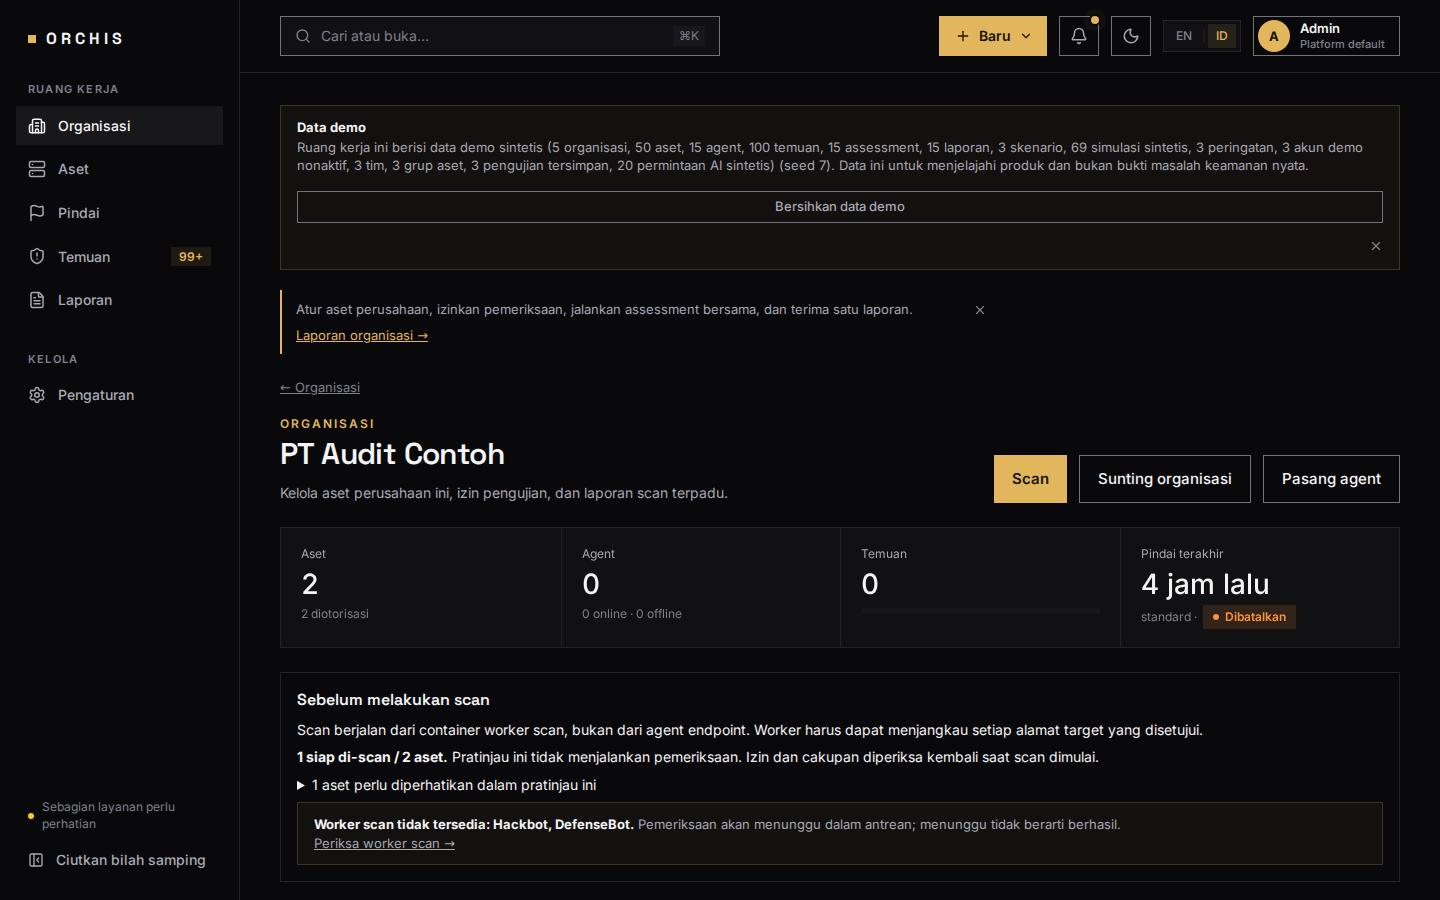 ORCHIS
RUANG KERJA
Organisasi
Aset
Pindai
Temuan
99+
Laporan
KELOLA
Pengaturan
Sebagian layanan perlu
perhatian
Ciutkan bilah samping
Cari atau buka...
⌘K
Baru
EN
ID
A
Admin
Platform default
Data demo
Ruang kerja ini berisi data demo sintetis (5 organisasi, 50 aset, 15 agent, 100 temuan, 15 assessment, 15 laporan, 3 skenario, 69 simulasi sintetis, 3 peringatan, 3 akun demo
nonaktif, 3 tim, 3 grup aset, 3 pengujian tersimpan, 20 permintaan AI sintetis) (seed 7). Data ini untuk menjelajahi produk dan bukan bukti masalah keamanan nyata.
Bersihkan data demo
Atur aset perusahaan, izinkan pemeriksaan, jalankan assessment bersama, dan terima satu laporan.
Laporan organisasi →
← Organisasi
ORGANISASI
PT Audit Contoh
Kelola aset perusahaan ini, izin pengujian, dan laporan scan terpadu.
Scan
Sunting organisasi
Pasang agent
Aset
2
2 diotorisasi
Agent
0
0 online · 0 offline
Temuan
0
Pindai terakhir
4 jam lalu
standard · Dibatalkan
Sebelum melakukan scan
Scan berjalan dari container worker scan, bukan dari agent endpoint. Worker harus dapat menjangkau setiap alamat target yang disetujui.
1 siap di-scan / 2 aset. Pratinjau ini tidak menjalankan pemeriksaan. Izin dan cakupan diperiksa kembali saat scan dimulai.
1 aset perlu diperhatikan dalam pratinjau ini
Worker scan tidak tersedia: Hackbot, DefenseBot. Pemeriksaan akan menunggu dalam antrean; menunggu tidak berarti berhasil.
Periksa worker scan →